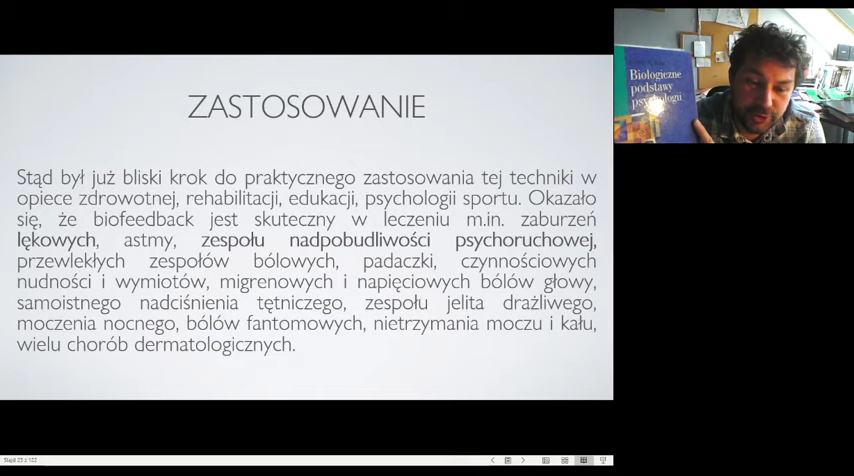 ZASTOSOWANIE
Stąd był już bliski krok do praktycznego zastosowania tej techniki w
opiece zdrowotnej, rehabilitacji, edukacji, psychologii sportu. Okazało
się, że biofeedback jest skuteczny w leczeniu m.in. zaburzeń
lękowych, astmy, zespołu nadpobudliwości psychoruchowej,
przewlekłych zespołów bólowych, padaczki, czynnościowych
nudności i wymiotów, migrenowych i napięciowych bólów głowy,
samoistnego nadciśnienia tętniczego, zespołu jelita drażliwego,
moczenia nocnego, bólów fantomowych, nietrzymania moczu i kału,
wielu chorób dermatologicznych.
Biologiczne
podstawy
psychologii